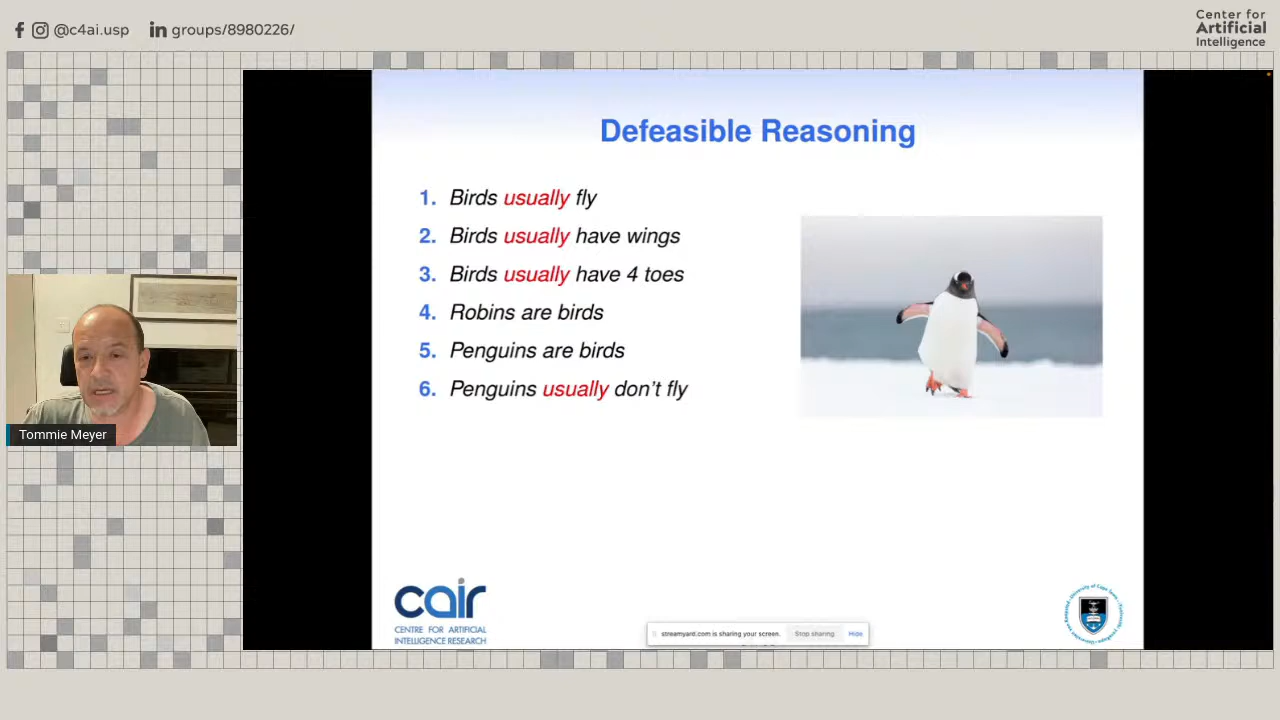 @c4ai.usp groups/8980226/
Center for
Artificial
Intelligence
Defeasible Reasoning
1. Birds usually fly
2. Birds usually have wings
3. Birds usually have 4 toes
4. Robins are birds
5. Penguins are birds
6. Penguins usually don't fly
Tommie Meyer
cair
CENTRE FOR ARTIFICIAL
INTELLIGENCE RESEARCH
streamyard.com is sharing your screen. Stop sharing Hide